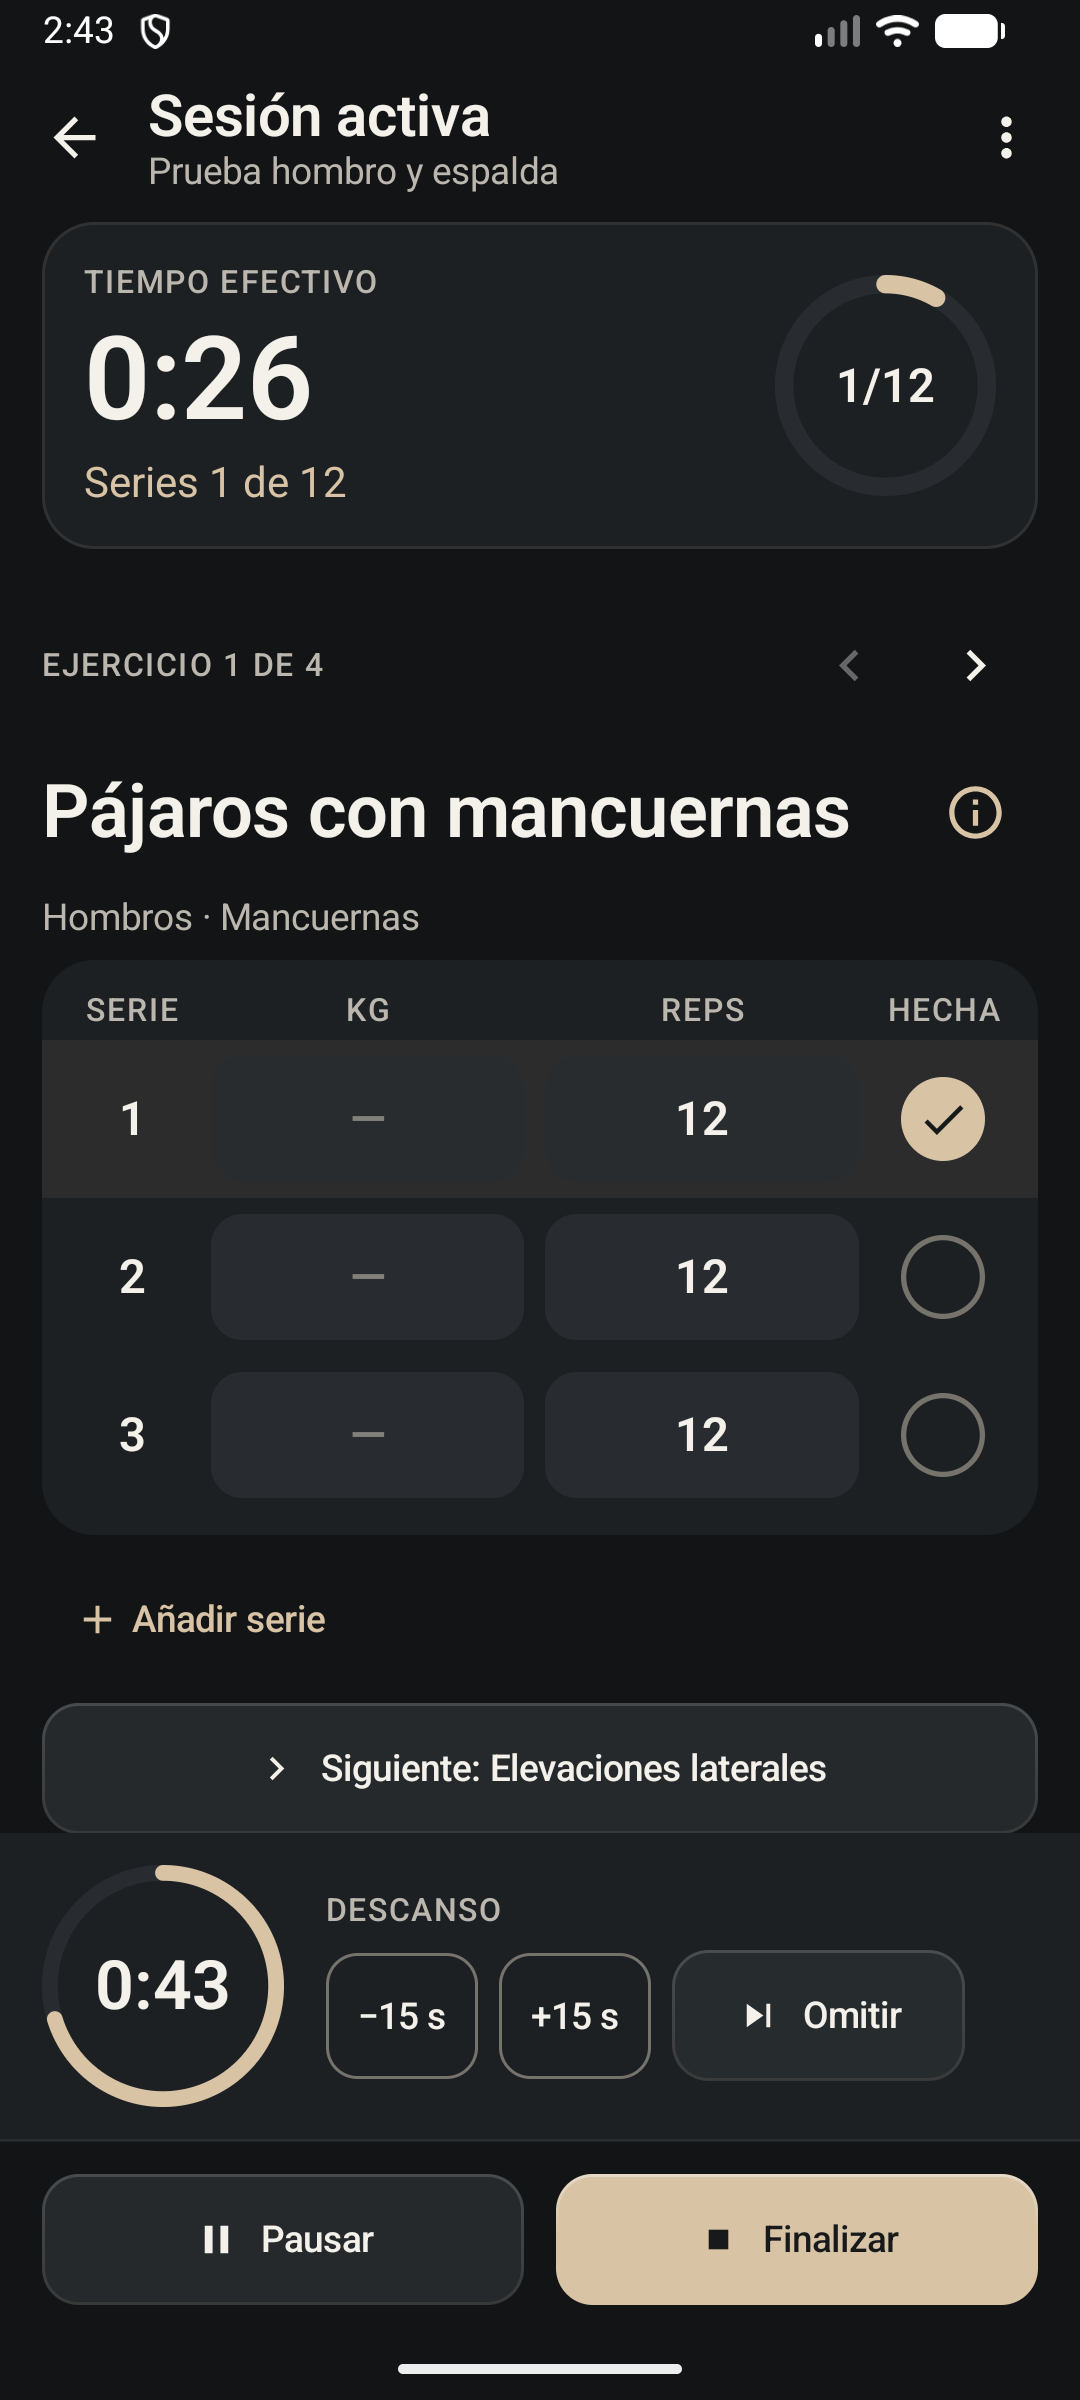 2:43
Sesión activa
Prueba hombro y espalda
TIEMPO EFECTIVO
0:26
1/12
Series 1 de 12
EJERCICIO 1 DE 4
Pájaros con mancuernas
Hombros · Mancuernas
SERIE KG REPS HECHA
1 — 12
2 — 12
3 — 12
+ Añadir serie
Siguiente: Elevaciones laterales
DESCANSO
0:43
−15 s +15 s Omitir
Pausar Finalizar